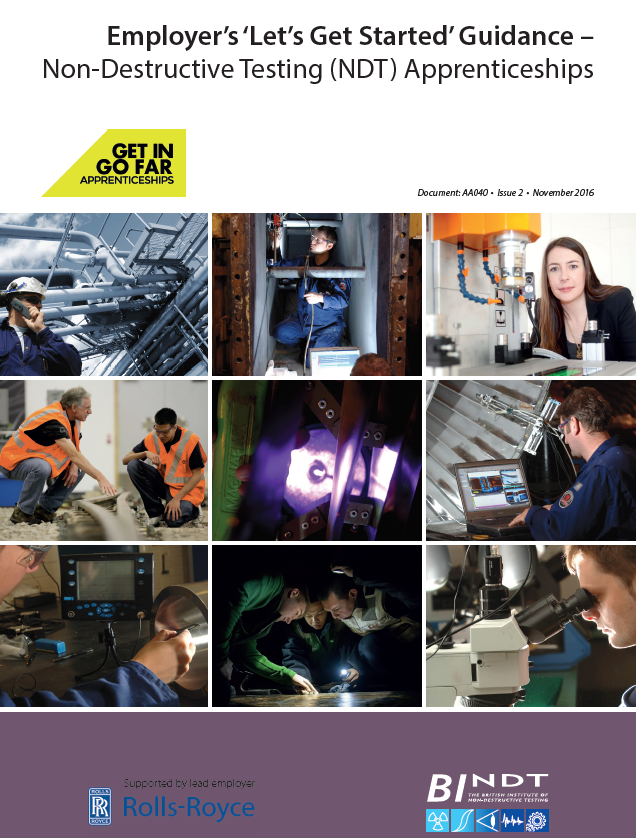 Employer's ‘Let's Get Started’ Guidance –
Non-Destructive Testing (NDT) Apprenticeships
GET IN
GO FAR
APPRENTICESHIPS
Document: AA040 • Issue 2 • November 2016
Supported by lead employer
Rolls-Royce
ROLLS
RR
ROYCE
BINDT
THE BRITISH INSTITUTE OF
NON-DESTRUCTIVE TESTING